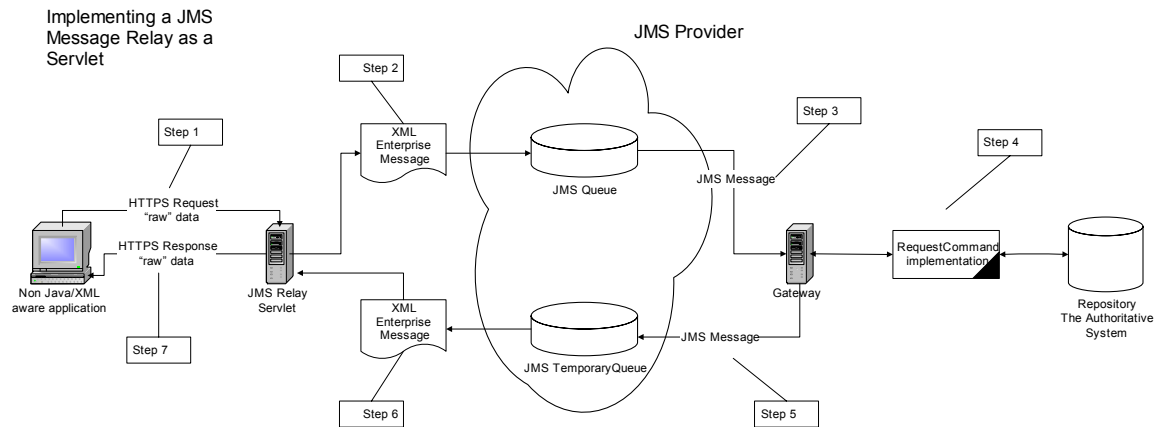 Implementing a JMS
Message Relay as a
Servlet
JMS Provider
Step 2
Step 1
Step 3
Step 4
XML
Enterprise
Message
JMS Queue
JMS Message
HTTPS Request
“raw” data
HTTPS Response
“raw” data
Non Java/XML
aware application
JMS Relay
Servlet
RequestCommand
implementation
Gateway
Repository
The Authoritative
System
XML
Enterprise
Message
JMS TemporaryQueue
JMS Message
Step 7
Step 6
Step 5